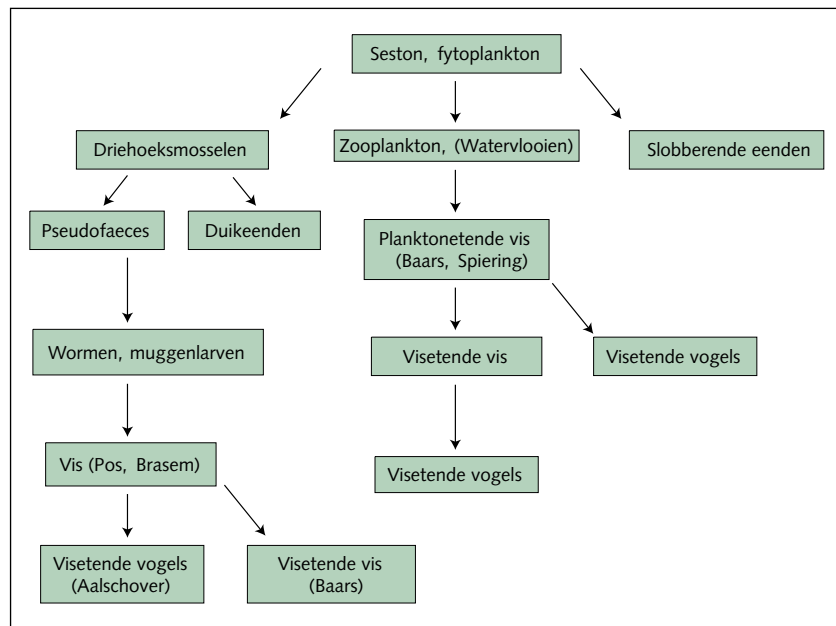 Seston, fytoplankton
Driehoeksmosselen
Zooplankton, (Watervlooien)
Slobberende eenden
Pseudofaeces
Duikeenden
Planktonetende vis
(Baars, Spiering)
Wormen, muggenlarven
Visetende vis
Visetende vogels
Vis (Pos, Brasem)
Visetende vogels
Visetende vogels
(Aalschover)
Visetende vis
(Baars)